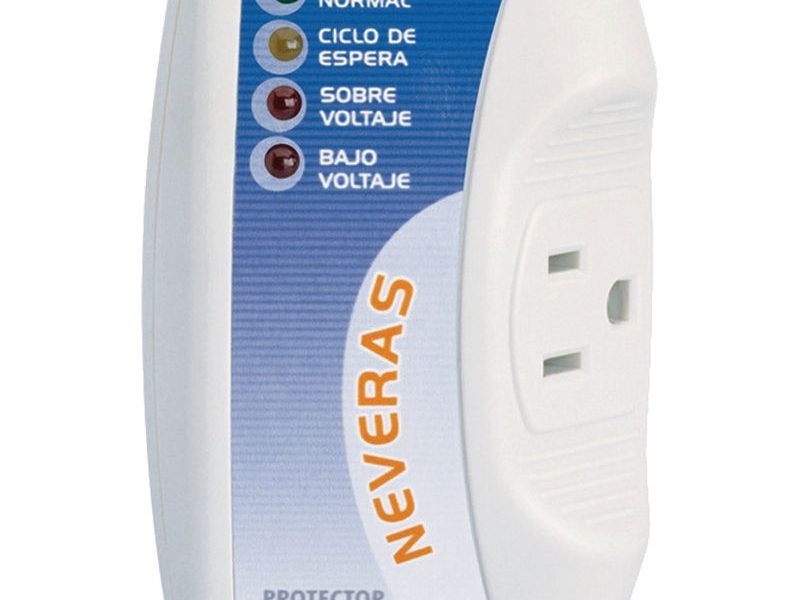 NORMAL
CICLO DE
ESPERA
SOBRE
VOLTAJE
BAJO
VOLTAJE
NEVERAS
PROTECTOR